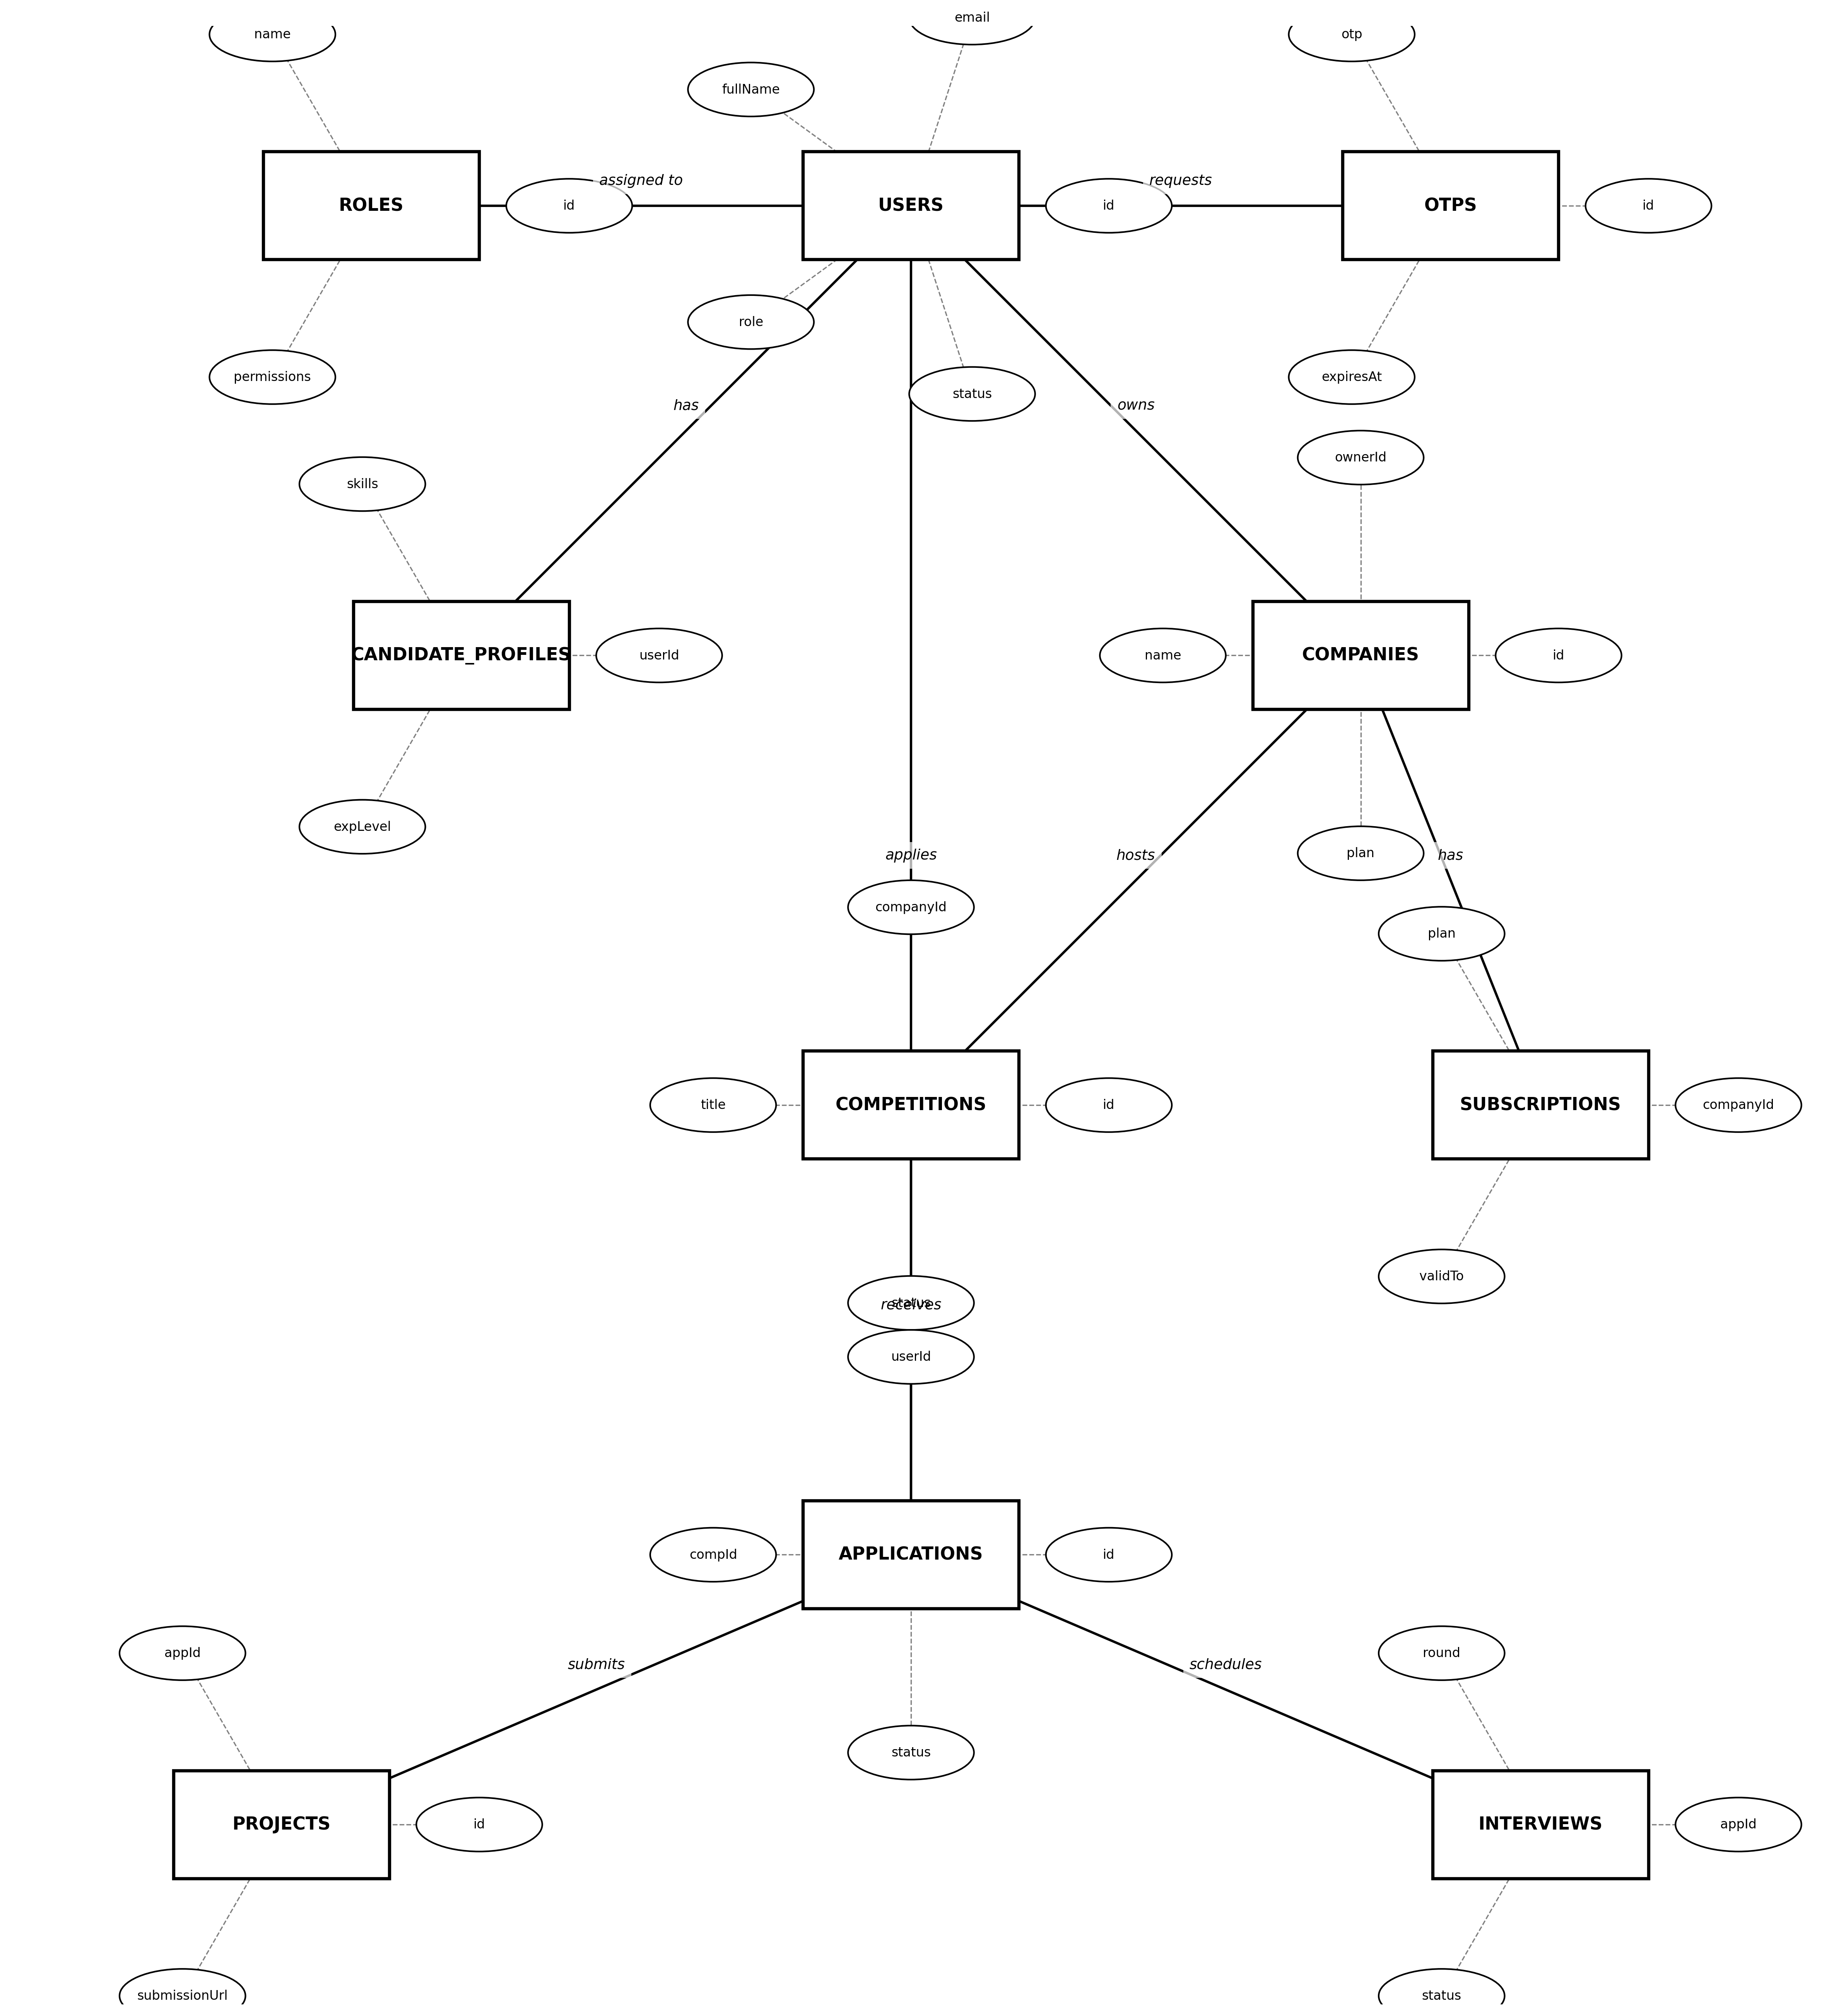 email
name
otp
fullName
assigned to
requests
ROLES
id
USERS
id
OTPS
id
role
permissions
status
expiresAt
has
owns
ownerId
skills
CANDIDATE_PROFILES
userId
name
COMPANIES
id
expLevel
applies
hosts
plan
has
companyId
plan
title
COMPETITIONS
id
SUBSCRIPTIONS
companyId
validTo
status
receives
userId
compId
APPLICATIONS
id
appId
submits
schedules
round
status
PROJECTS
id
INTERVIEWS
appId
submissionUrl
status